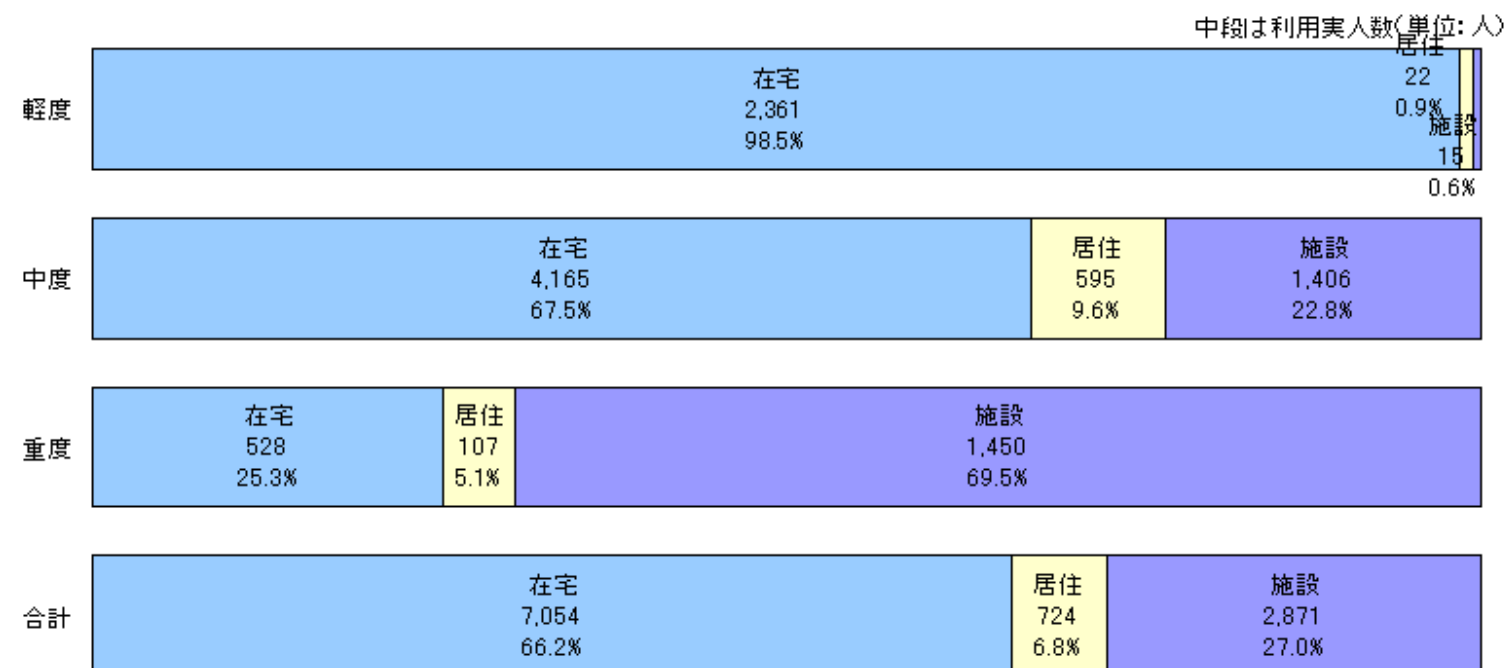 中段は利用実人数(単位: 人)
軽度
在宅
2,361
98.5%
居住
22
0.9%
施設
15
0.6%
中度
在宅
4,165
67.5%
居住
595
9.6%
施設
1,406
22.8%
重度
在宅
528
25.3%
居住
107
5.1%
施設
1,450
69.5%
合計
在宅
7,054
66.2%
居住
724
6.8%
施設
2,871
27.0%